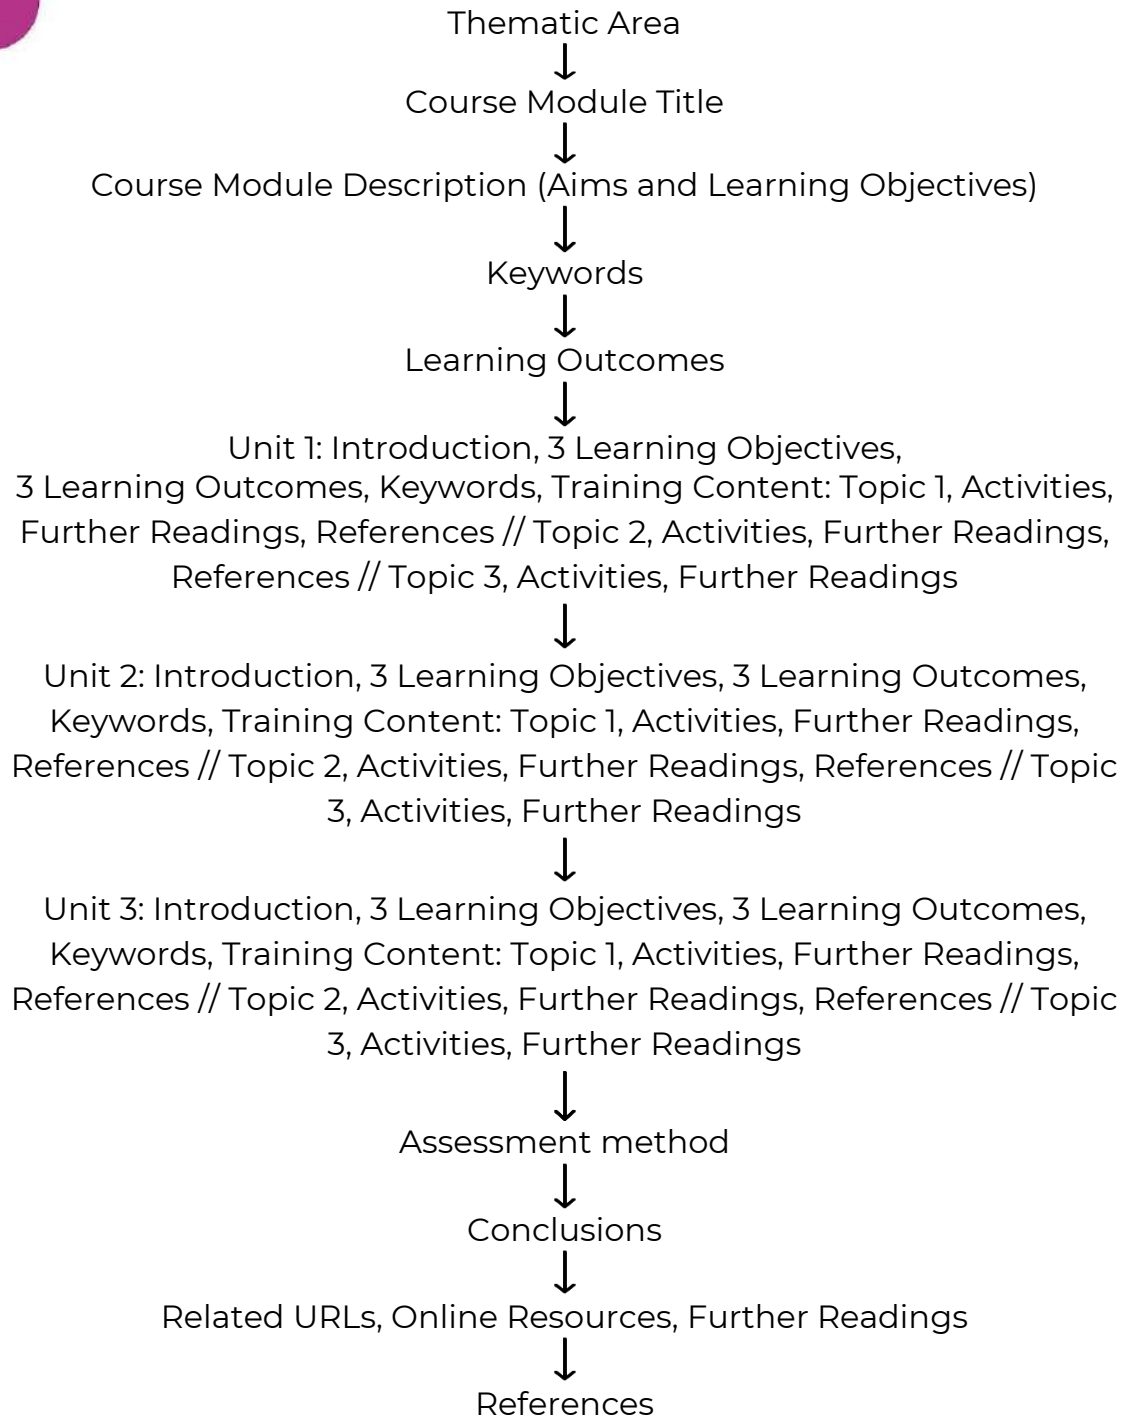 Thematic Area
Course Module Title
Course Module Description (Aims and Learning Objectives)
Keywords
Learning Outcomes
Unit 1: Introduction, 3 Learning Objectives,
3 Learning Outcomes, Keywords, Training Content: Topic 1, Activities,
Further Readings, References // Topic 2, Activities, Further Readings,
References // Topic 3, Activities, Further Readings
Unit 2: Introduction, 3 Learning Objectives, 3 Learning Outcomes,
Keywords, Training Content: Topic 1, Activities, Further Readings,
References // Topic 2, Activities, Further Readings, References // Topic
3, Activities, Further Readings
Unit 3: Introduction, 3 Learning Objectives, 3 Learning Outcomes,
Keywords, Training Content: Topic 1, Activities, Further Readings,
References // Topic 2, Activities, Further Readings, References // Topic
3, Activities, Further Readings
Assessment method
Conclusions
Related URLs, Online Resources, Further Readings
References